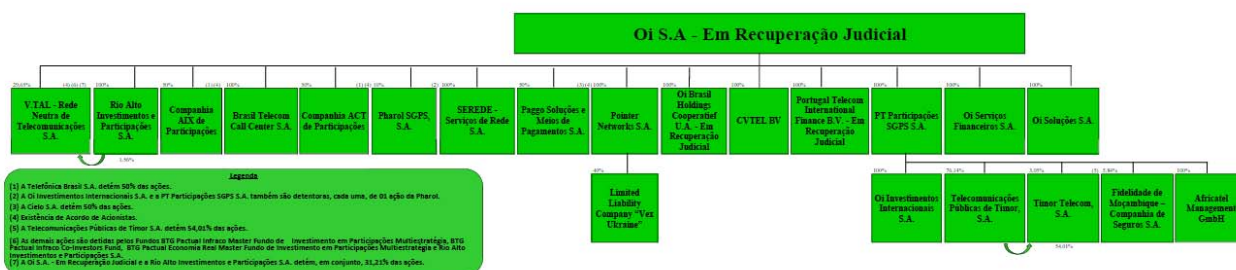 Oi S.A - Em Recuperação Judicial
100%
50%
(1) (4)
100%
50%
(1) (4)
10%
(2)
100%
50%
(3) (4)
100%
100%
100%
100%
100%
100%
100%
V.TAL - Rede
Neutra de
Telecomunicações
S.A.
Rio Alto
Investimentos e
Participações
S.A.
Companhia
AIX de
Participações
Brasil Telecom
Call Center S.A.
Companhia ACT
de Participações
Pharol SGPS,
S.A.
SEREDE -
Serviços de Rede S.A.
Paggo Soluções e
Meios de
Pagamentos S.A.
Pointer
Networks S.A.
Oi Brasil
Holdings
Cooperatief
U.A. - Em
Recuperação
Judicial
CVTEL BV
Portugal Telecom
International
Finance B.V. - Em
Recuperação
Judicial
PT Participações
SGPS S.A.
Oi Serviços
Financeiros S.A.
Oi Soluções S.A.
40%
Limited
Liability
Company "Vex
Ukraine"
100%
(5)
100%
Oi Investimentos
Internacionais
S.A.
Telecomunicações
Públicas de Timor, S.A.
Timor Telecom, S.A.
Fidelidade de
Moçambique –
Companhia de
Seguros S.A.
Africatel
Management
GmbH
54,01%
Legenda
(1) A Telefônica Brasil S.A. detém 50% das ações.
(2) A Oi Investimentos Internacionais S.A. e a PT Participações SGPS S.A. também são detentoras, cada uma, de 01 ação da Pharol.
(3) A Cielo S.A. detém 50% das ações.
(4) Existência de Acordo de Acionistas.
(5) A Telecomunicações Públicas de Timor S.A. detém 54,01% das ações.
(6) As demais ações são detidas pelos Fundos BTG Pactual Infraco Master Fundo de Investimento em Participações Multiestratégia, BTG
Pactual Infraco Co-Investors Fund, BTG Pactual Economia Real Master Fundo de Investimento em Participações Multiestratégia e Rio Alto
Investimentos e Participações S.A.
(7) A Oi S.A. - Em Recuperação Judicial e a Rio Alto Investimentos e Participações S.A. detém, em conjunto, 31,21% das ações.